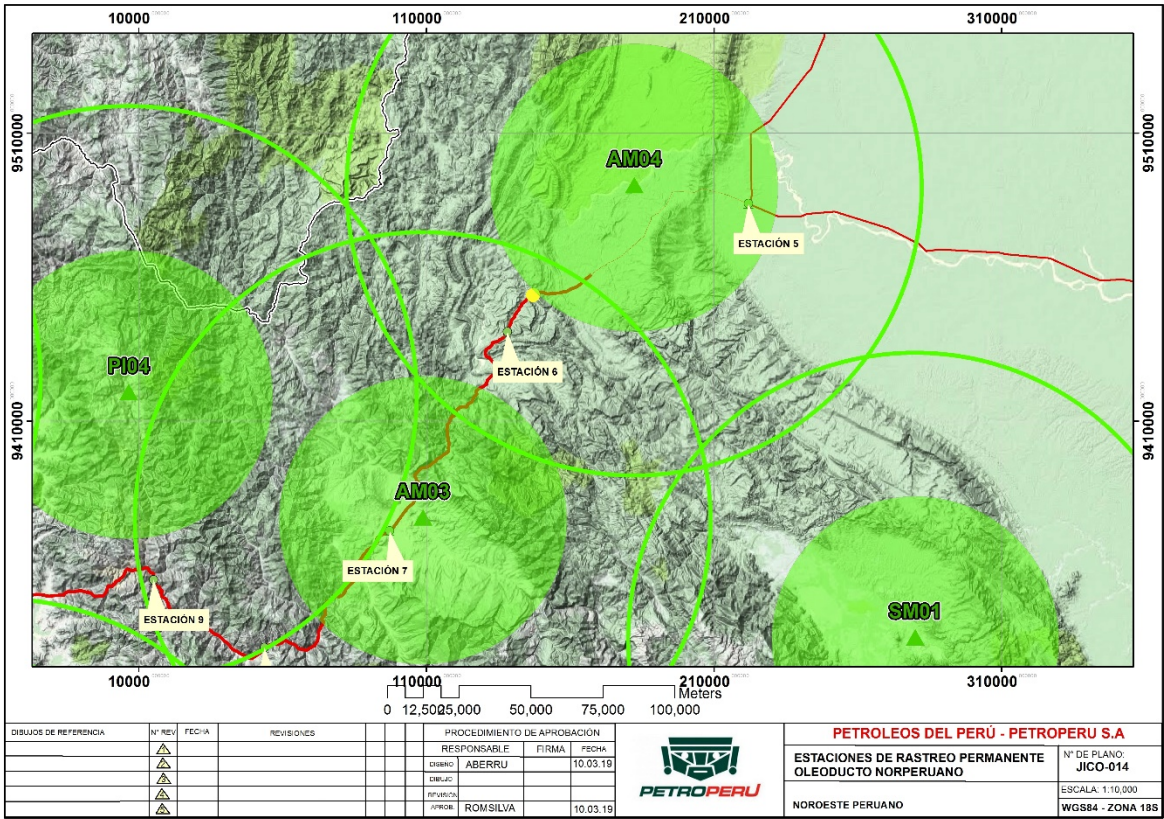 10000
110000
210000
310000
9510000
9510000
AM04
ESTACIÓN 5
PI04
ESTACIÓN 6
9410000
9410000
AM03
ESTACIÓN 7
ESTACIÓN 9
SM01
10000
110000
210000
310000
Meters
0 12,500 25,000 50,000 75,000 100,000
DIBUJOS DE REFERENCIA
N° REV
FECHA
REVISIONES
PROCEDIMIENTO DE APROBACIÓN
RESPONSABLE FIRMA FECHA
DISEÑO ABERRU 10.03.19
DIBUJO
REVISION
APROB. ROMSILVA 10.03.19
PETROPERU
PETROLEOS DEL PERÚ - PETROPERU S.A
ESTACIONES DE RASTREO PERMANENTE
OLEODUCTO NORPERUANO
NOROESTE PERUANO
N° DE PLANO:
JICO-014
ESCALA: 1:10,000
WGS84 - ZONA 18S